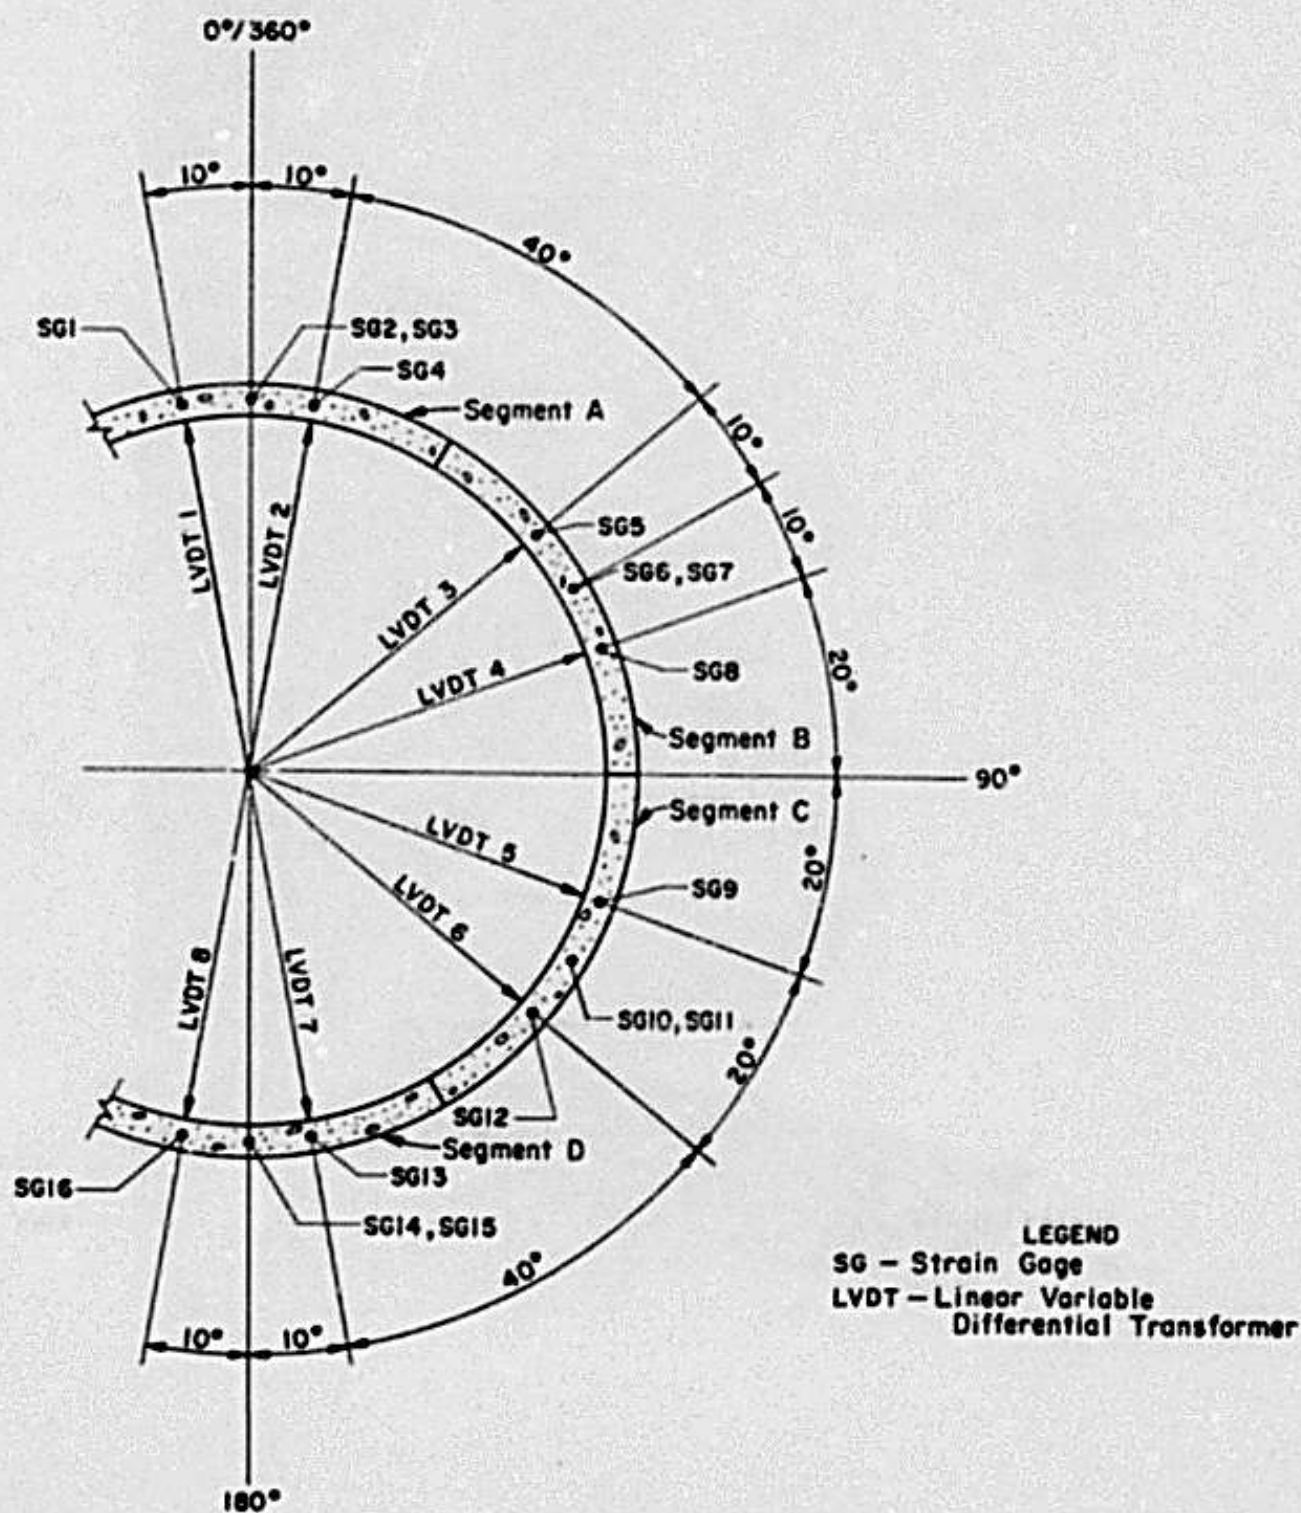 0°/360°
10°
10°
40°
SG1
SG2, SG3
SG4
Segment A
10°
10°
SG5
SG6, SG7
LVDT 1
LVDT 2
LVDT 3
LVDT 4
SG8
20°
Segment B
90°
Segment C
LVDT 5
SG9
20°
LVDT 6
LVDT 8
LVDT 7
SG10, SG11
20°
SG12
Segment D
SG13
SG16
SG14, SG15
40°
10°
10°
180°
LEGEND
SG – Strain Gage
LVDT – Linear Variable
Differential Transformer